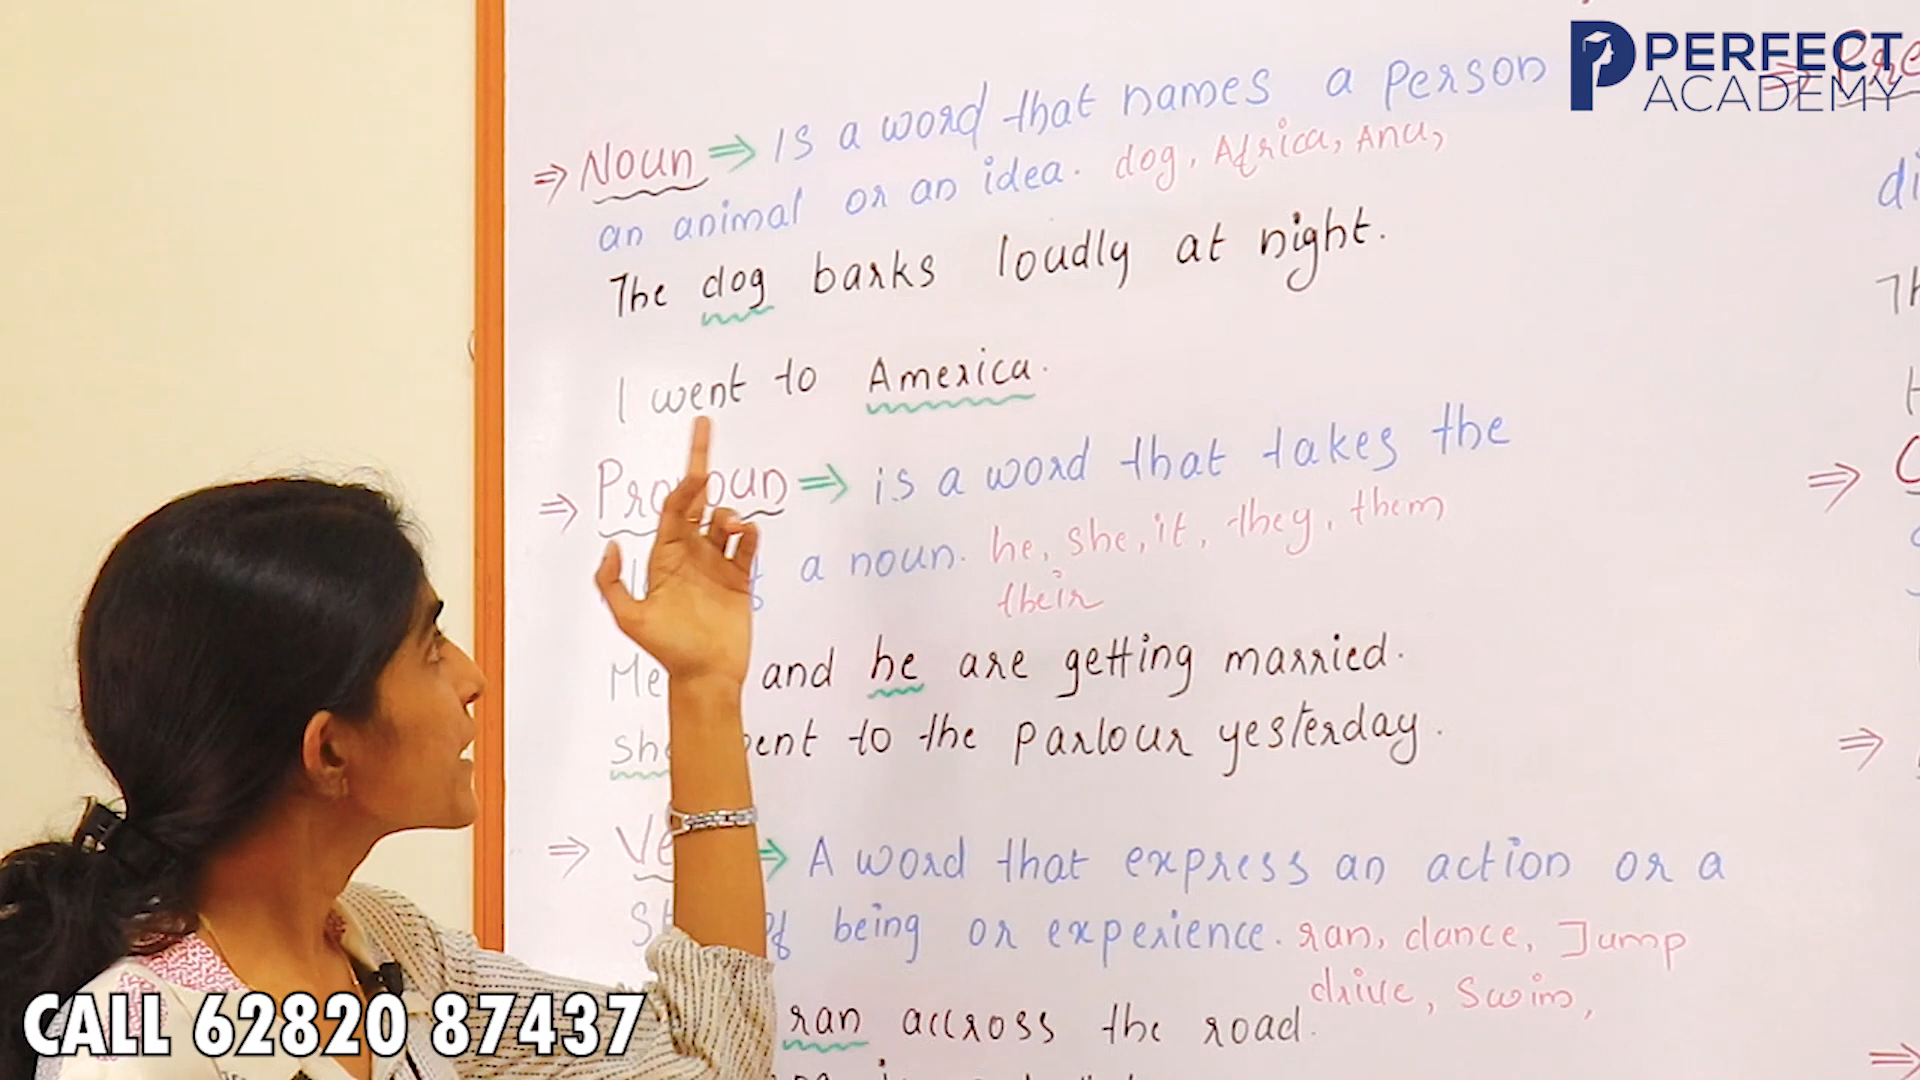 PERFECT
ACADEMY
⇒ Noun ⇒ Is a word that names a person
an animal or an idea. dog, Africa, Anu,
The dog barks loudly at night.
I went to America.
⇒ ⇒ is a word that takes the
a noun. he, she, it, they, them
their
and he are getting married.
to the parlour yesterday.
⇒ ⇒ A word that express an action or a
being or experience. ran, dance, Jump
drive, swim,
ran accross the road.
CALL 62820 87437